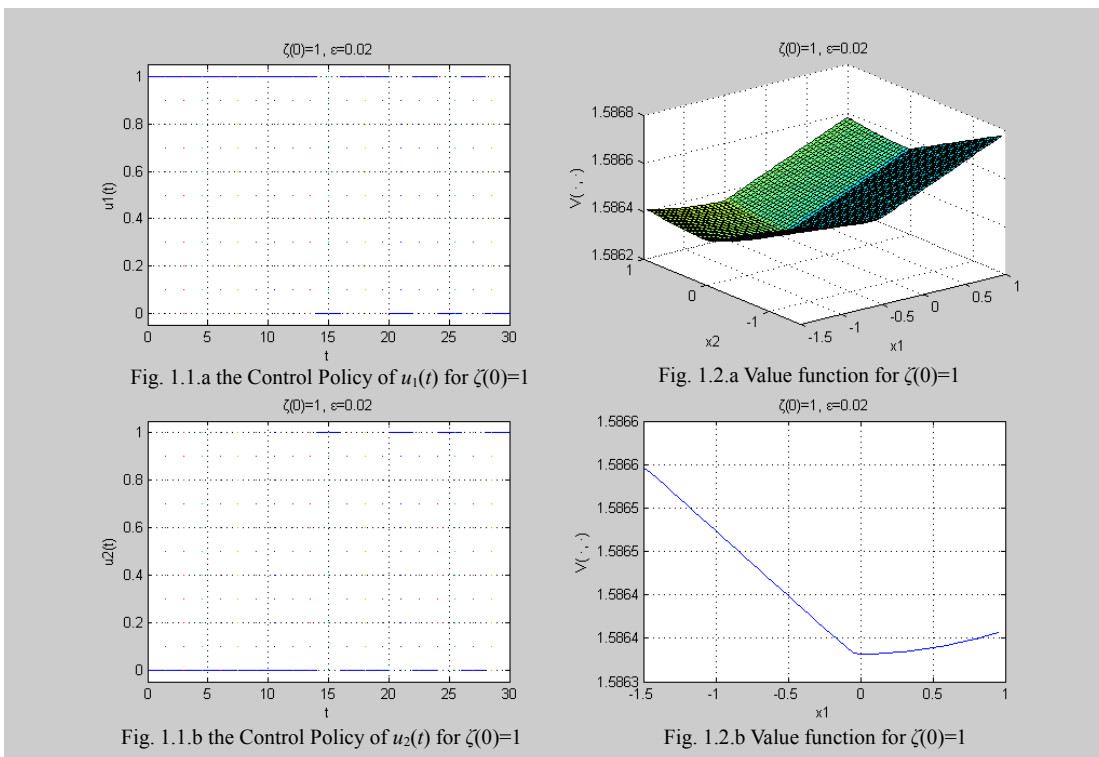 ζ(0)=1, ε=0.02
1
0.8
0.6
0.4
0.2
0
u1(t)
0 5 10 15 20 25 30
t
Fig. 1.1.a the Control Policy of u1(t) for ζ(0)=1
ζ(0)=1, ε=0.02
1.5868
1.5866
1.5864
1.5862
V( · , · )
1 0 -1
x2
-1.5 -1 -0.5 0 0.5 1
x1
Fig. 1.2.a Value function for ζ(0)=1
ζ(0)=1, ε=0.02
1
0.8
0.6
0.4
0.2
0
u2(t)
0 5 10 15 20 25 30
t
Fig. 1.1.b the Control Policy of u2(t) for ζ(0)=1
ζ(0)=1, ε=0.02
1.5866
1.5866
1.5865
1.5865
1.5864
1.5864
1.5863
V( · , · )
-1.5 -1 -0.5 0 0.5 1
x1
Fig. 1.2.b Value function for ζ(0)=1